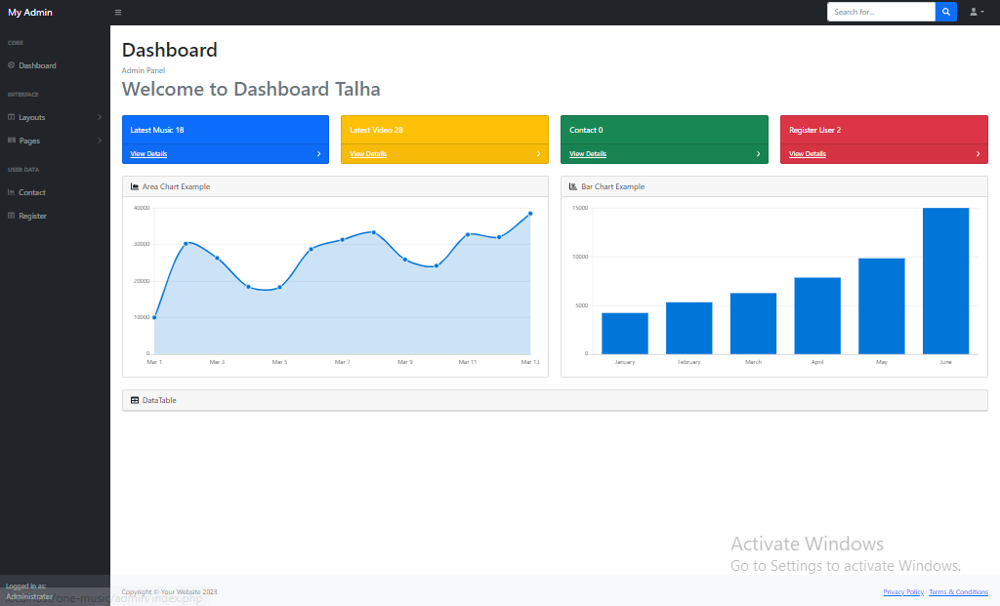 My Admin
Search for...
CORE
Dashboard
INTERFACE
Layouts
Pages
USER DATA
Contact
Register
Logged in as:
Administrater
Dashboard
Admin Panel
Welcome to Dashboard Talha
Latest Music 18
View Details
Latest Video 28
View Details
Contact 0
View Details
Register User 2
View Details
Area Chart Example
40000
30000
20000
10000
0
Mar 1 Mar 3 Mar 5 Mar 7 Mar 9 Mar 11 Mar 13
Bar Chart Example
15000
10000
5000
0
January February March April May June
DataTable
Activate Windows
Go to Settings to activate Windows.
Copyright © Your Website 2023
Privacy Policy · Terms & Conditions
localhost/one-music/admin/index.php